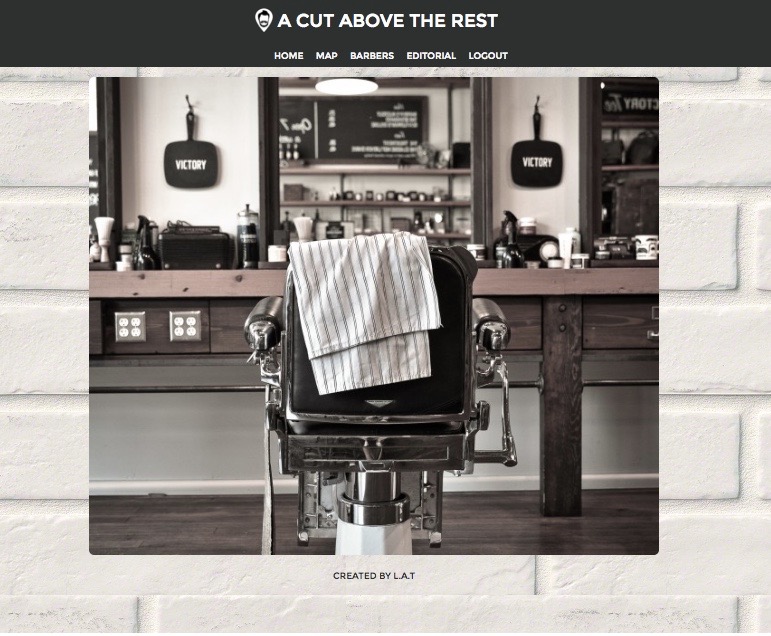 A CUT ABOVE THE REST
HOME MAP BARBERS EDITORIAL LOGOUT
VICTORY
VICTORY
CREATED BY L.A.T